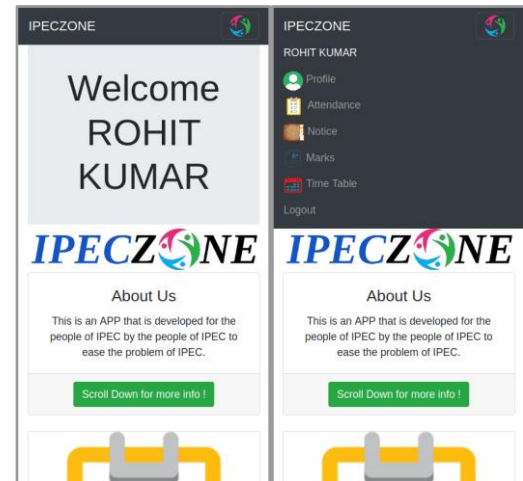 IPECZONE
Welcome
ROHIT
KUMAR
IPECZONE
About Us
This is an APP that is developed for the
people of IPEC by the people of IPEC to
ease the problem of IPEC.
Scroll Down for more info !
IPECZONE
ROHIT KUMAR
Profile
Attendance
Notice
Marks
Time Table
Logout
IPECZONE
About Us
This is an APP that is developed for the
people of IPEC by the people of IPEC to
ease the problem of IPEC.
Scroll Down for more info !